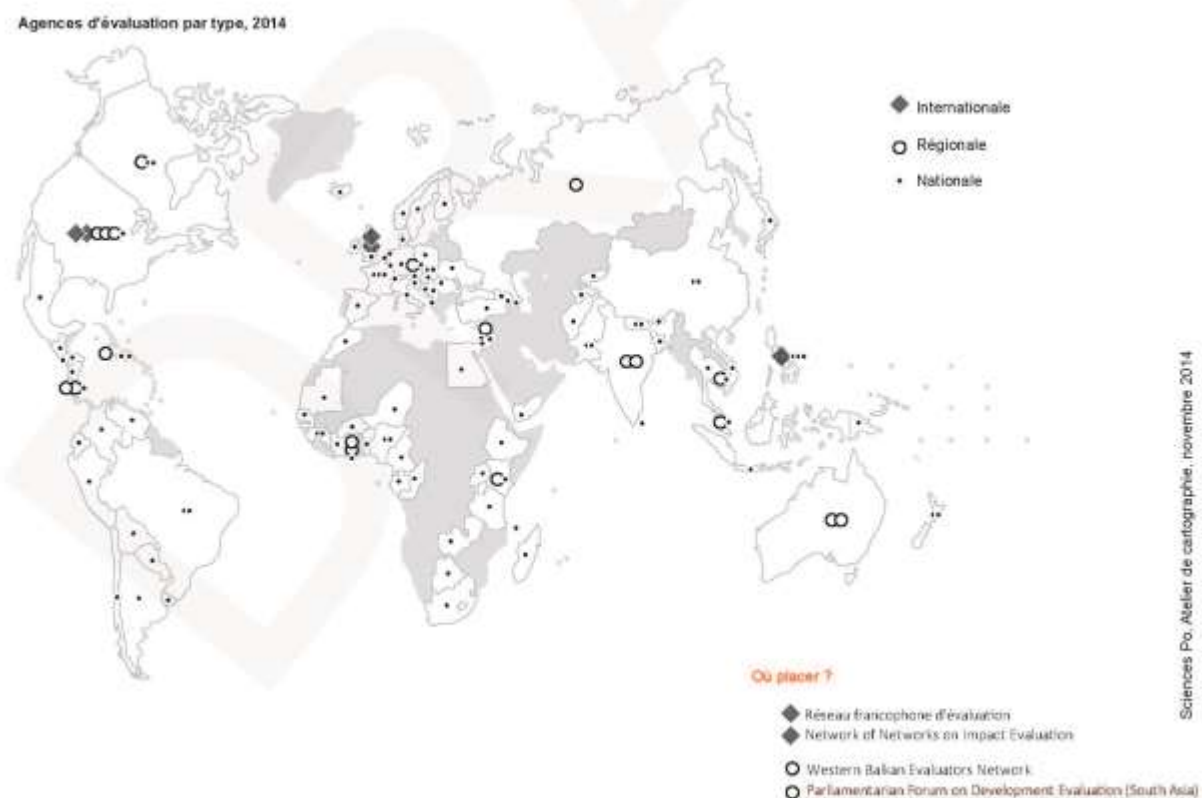 Agences d'évaluation par type, 2014
Internationale
Régionale
Nationale
Sciences Po, Atelier de cartographie, novembre 2014
Où placer ?
Réseau francophone d'évaluation
Network of Networks on Impact Evaluation
Western Balkan Evaluators Network
Parliamentarian Forum on Development Evaluation (South Asia)